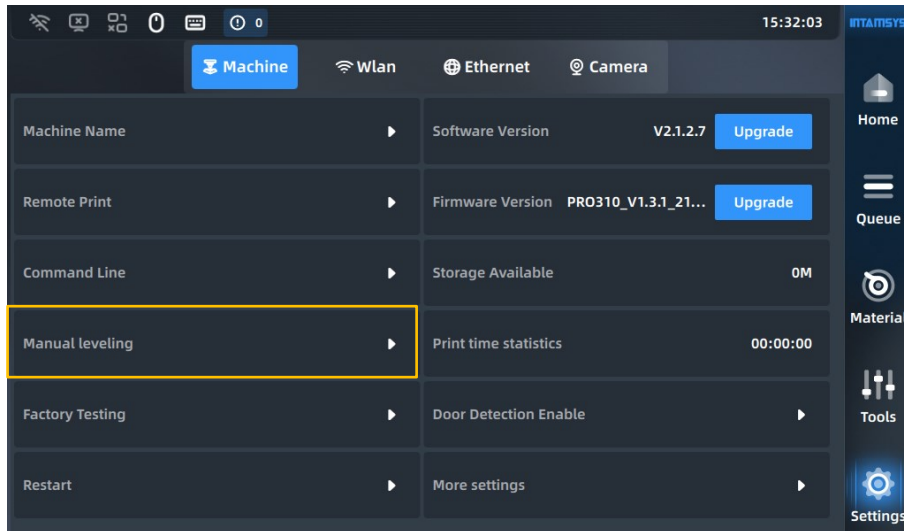 0 15:32:03 INTAMSYS
Machine Wlan Ethernet Camera
Machine Name
Software Version V2.1.2.7 Upgrade
Remote Print
Firmware Version PRO310_V1.3.1_21... Upgrade
Command Line
Storage Available 0M
Manual leveling
Print time statistics 00:00:00
Factory Testing
Door Detection Enable
Restart
More settings
Home
Queue
Material
Tools
Settings